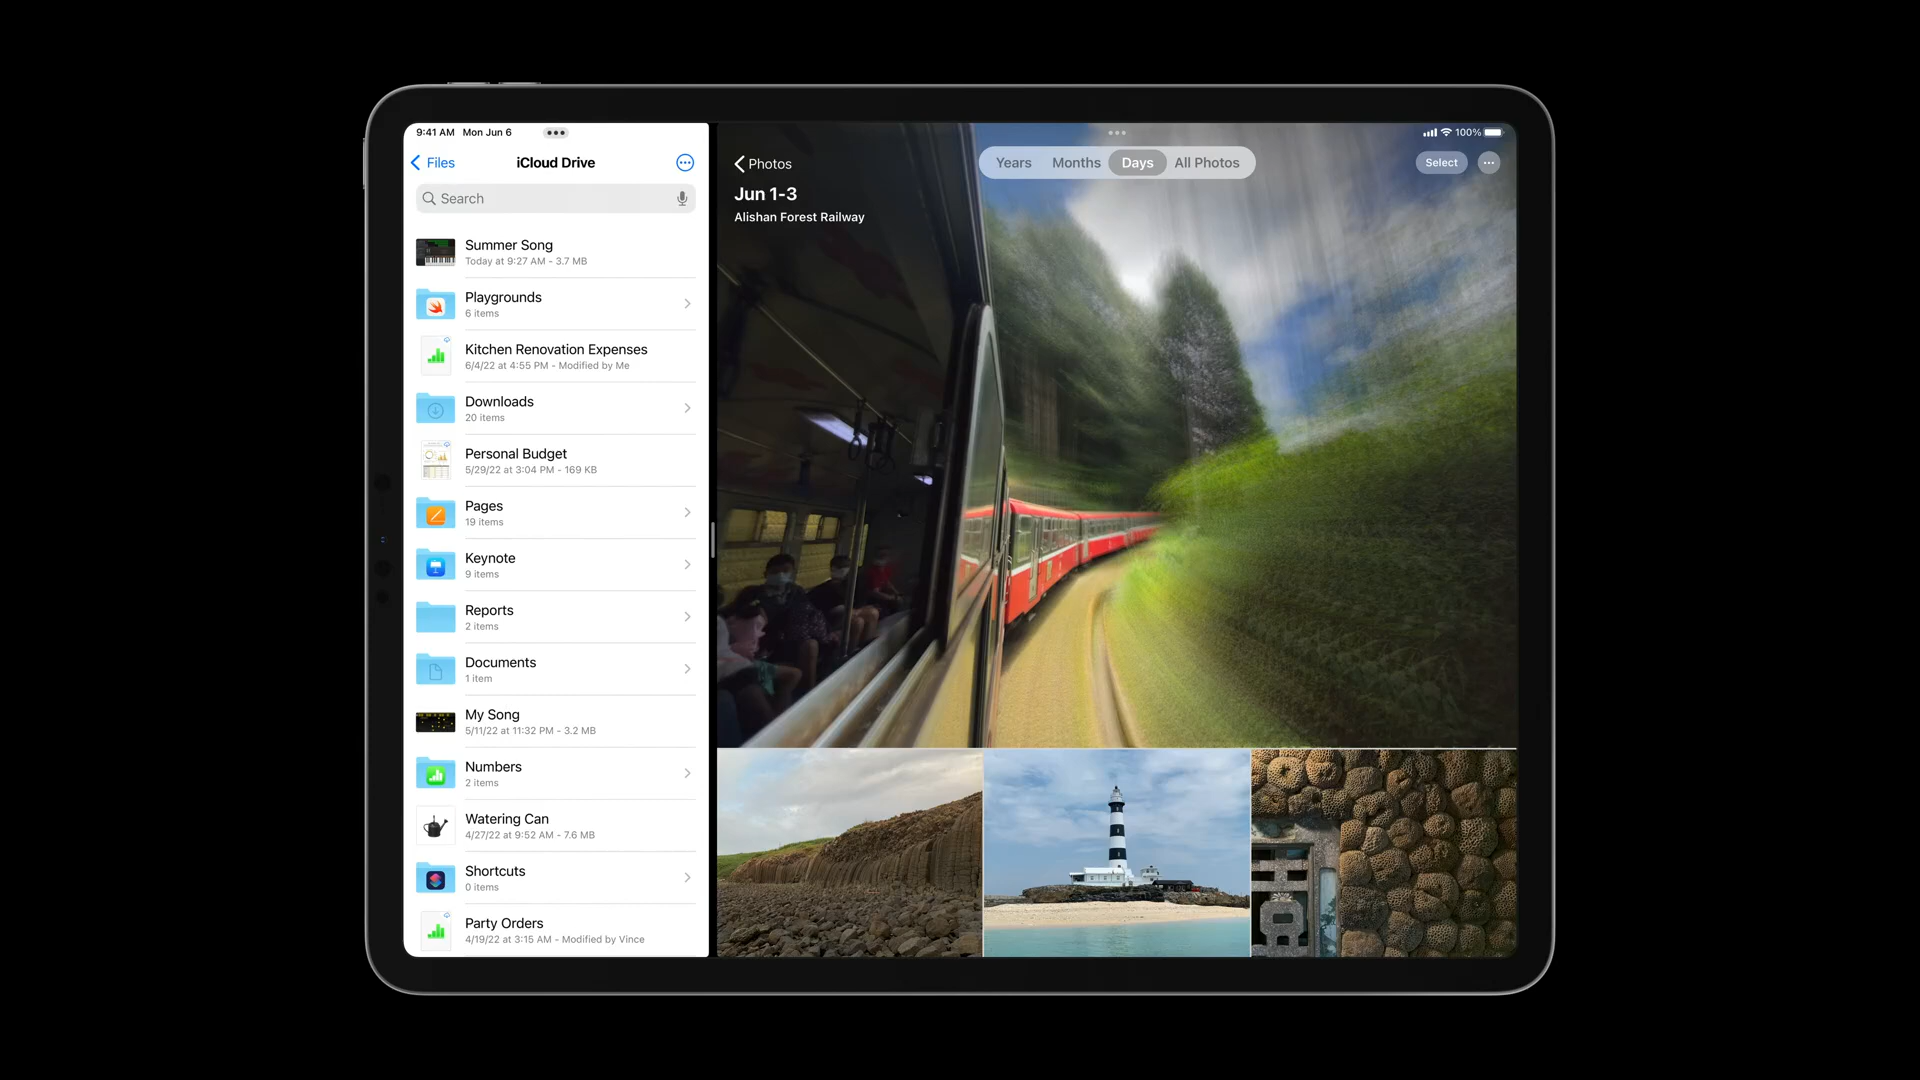 9:41 AM Mon Jun 6
Files
iCloud Drive
Search
Summer Song
Today at 9:27 AM - 3.7 MB
Playgrounds
6 items
Kitchen Renovation Expenses
6/4/22 at 4:55 PM - Modified by Me
Downloads
20 items
Personal Budget
5/29/22 at 3:04 PM - 169 KB
Pages
19 items
Keynote
9 items
Reports
2 items
Documents
1 item
My Song
5/11/22 at 11:32 PM - 3.2 MB
Numbers
2 items
Watering Can
4/27/22 at 9:52 AM - 7.6 MB
Shortcuts
0 items
Party Orders
4/19/22 at 3:15 AM - Modified by Vince
100%
Photos
Years Months Days All Photos
Select
Jun 1-3
Alishan Forest Railway